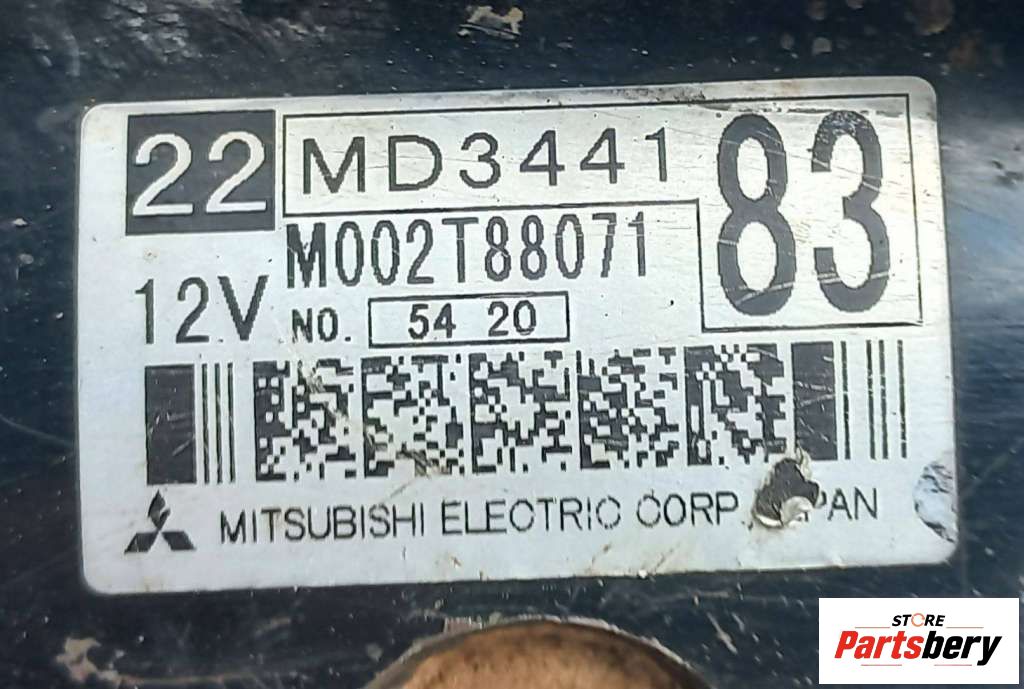 22 MD3441 83
M002T88071
12V NO. 54 20
MITSUBISHI ELECTRIC CORP.
STORE
Partsbery